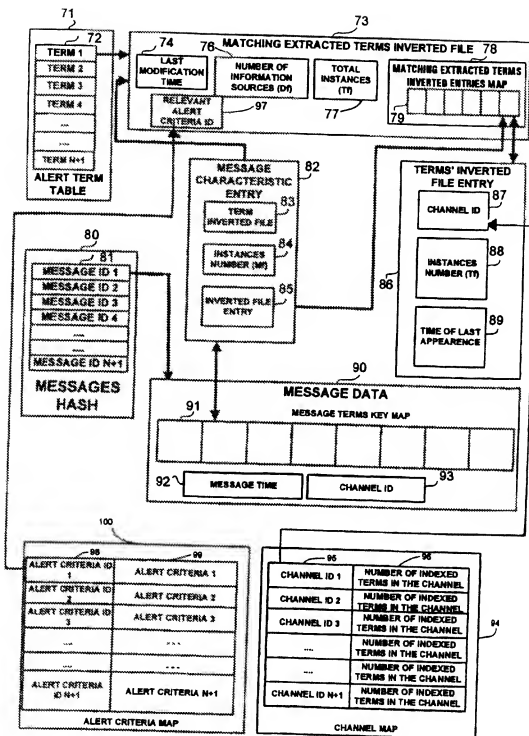 71
72
TERM 1
TERM 2
TERM 3
TERM 4
....
....
TERM N+1
ALERT TERM
TABLE
73
MATCHING EXTRACTED TERMS INVERTED FILE
74
LAST
MODIFICATION
TIME
76
NUMBER OF
INFORMATION
SOURCES (Df)
TOTAL
INSTANCES
(Tf)
77
78
MATCHING EXTRACTED TERMS
INVERTED ENTRIES MAP
79
RELEVANT
ALERT
CRITERIA ID
97
82
MESSAGE
CHARACTERISTIC
ENTRY
83
TERM
INVERTED FILE
84
INSTANCES
NUMBER (Mf)
85
INVERTED FILE
ENTRY
TERMS' INVERTED
FILE ENTRY
87
CHANNEL ID
88
INSTANCES
NUMBER (Tf)
86
89
TIME OF LAST
APPEARENCE
80
81
MESSAGE ID 1
MESSAGE ID 2
MESSAGE ID 3
MESSAGE ID 4
....
....
MESSAGE ID N+1
MESSAGES
HASH
90
MESSAGE DATA
91
MESSAGE TERMS KEY MAP
92
MESSAGE TIME
93
CHANNEL ID
100
98
99
ALERT CRITERIA ID
1
ALERT CRITERIA 1
ALERT CRITERIA ID
2
ALERT CRITERIA 2
ALERT CRITERIA ID
3
ALERT CRITERIA 3
....
- - -
....
- - -
ALERT CRITERIA
ID N+1
ALERT CRITERIA N+1
ALERT CRITERIA MAP
95
96
CHANNEL ID 1
NUMBER OF INDEXED
TERMS IN THE CHANNEL
CHANNEL ID 2
NUMBER OF INDEXED
TERMS IN THE CHANNEL
CHANNEL ID 3
NUMBER OF INDEXED
TERMS IN THE CHANNEL
....
NUMBER OF INDEXED
TERMS IN THE CHANNEL
....
NUMBER OF INDEXED
TERMS IN THE CHANNEL
CHANNEL ID N+1
NUMBER OF INDEXED
TERMS IN THE CHANNEL
94
CHANNEL MAP